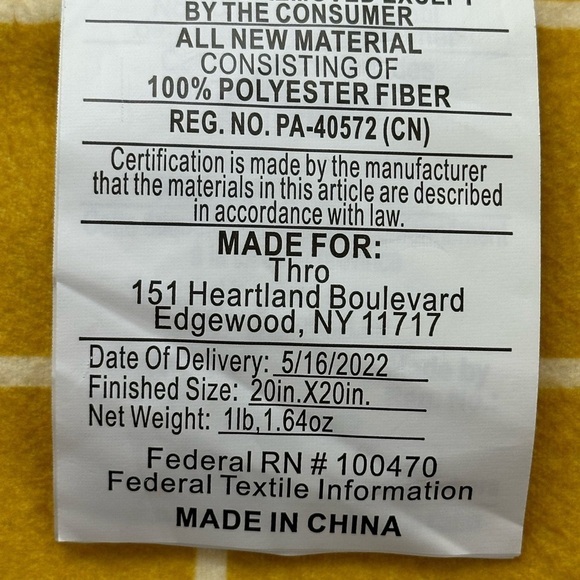 REMOVED EXCEPT
BY THE CONSUMER
ALL NEW MATERIAL
CONSISTING OF
100% POLYESTER FIBER
REG. NO. PA-40572 (CN)
Certification is made by the manufacturer
that the materials in this article are described
in accordance with law.
MADE FOR:
Thro
151 Heartland Boulevard
Edgewood, NY 11717
Date Of Delivery: 5/16/2022
Finished Size: 20in.X20in.
Net Weight: 1lb,1.64oz
Federal RN # 100470
Federal Textile Information
MADE IN CHINA